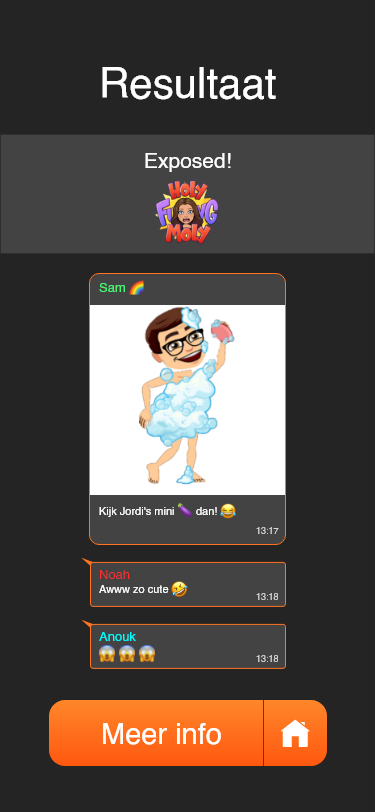 Resultaat
Exposed!
HOLY
F
G
MOLY
Sam 🌈
Kijk Jordi's mini 🍆 dan! 😂
13:17
Noah
Awww zo cute 🤣
13:18
Anouk
😱 😱 😱
13:18
Meer info